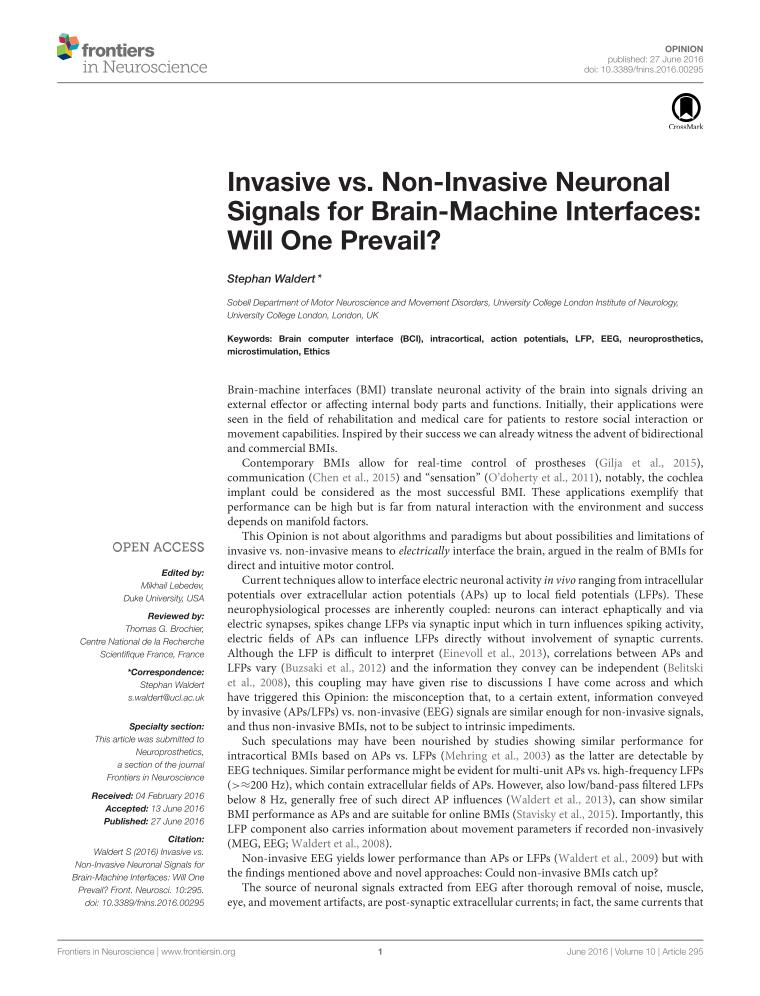 frontiers
in Neuroscience
OPINION
published: 27 June 2016
doi: 10.3389/fnins.2016.00295
CrossMark
Invasive vs. Non-Invasive Neuronal
Signals for Brain-Machine Interfaces:
Will One Prevail?
Stephan Waldert *
Sobell Department of Motor Neuroscience and Movement Disorders, University College London Institute of Neurology,
University College London, London, UK
Keywords: Brain computer interface (BCI), intracortical, action potentials, LFP, EEG, neuroprosthetics,
microstimulation, Ethics
Brain-machine interfaces (BMI) translate neuronal activity of the brain into signals driving an
external effector or affecting internal body parts and functions. Initially, their applications were
seen in the field of rehabilitation and medical care for patients to restore social interaction or
movement capabilities. Inspired by their success we can already witness the advent of bidirectional
and commercial BMIs.
Contemporary BMIs allow for real-time control of prostheses (Gilja et al., 2015),
communication (Chen et al., 2015) and “sensation” (O'doherty et al., 2011), notably, the cochlea
implant could be considered as the most successful BMI. These applications exemplify that
performance can be high but is far from natural interaction with the environment and success
depends on manifold factors.
This Opinion is not about algorithms and paradigms but about possibilities and limitations of
invasive vs. non-invasive means to electrically interface the brain, argued in the realm of BMIs for
direct and intuitive motor control.
Current techniques allow to interface electric neuronal activity in vivo ranging from intracellular
potentials over extracellular action potentials (APs) up to local field potentials (LFPs). These
neurophysiological processes are inherently coupled: neurons can interact ephaptically and via
electric synapses, spikes change LFPs via synaptic input which in turn influences spiking activity,
electric fields of APs can influence LFPs directly without involvement of synaptic currents.
Although the LFP is difficult to interpret (Einevoll et al., 2013), correlations between APs and
LFPs vary (Buzsaki et al., 2012) and the information they convey can be independent (Belitski
et al., 2008), this coupling may have given rise to discussions I have come across and which
have triggered this Opinion: the misconception that, to a certain extent, information conveyed
by invasive (APs/LFPs) vs. non-invasive (EEG) signals are similar enough for non-invasive signals,
and thus non-invasive BMIs, not to be subject to intrinsic impediments.
Such speculations may have been nourished by studies showing similar performance for
intracortical BMIs based on APs vs. LFPs (Mehring et al., 2003) as the latter are detectable by
EEG techniques. Similar performance might be evident for multi-unit APs vs. high-frequency LFPs
(>≈200 Hz), which contain extracellular fields of APs. However, also low/band-pass filtered LFPs
below 8 Hz, generally free of such direct AP influences (Waldert et al., 2013), can show similar
BMI performance as APs and are suitable for online BMIs (Stavisky et al., 2015). Importantly, this
LFP component also carries information about movement parameters if recorded non-invasively
(MEG, EEG; Waldert et al., 2008).
Non-invasive EEG yields lower performance than APs or LFPs (Waldert et al., 2009) but with
the findings mentioned above and novel approaches: Could non-invasive BMIs catch up?
The source of neuronal signals extracted from EEG after thorough removal of noise, muscle,
eye, and movement artifacts, are post-synaptic extracellular currents; in fact, the same currents that
OPEN ACCESS
Edited by:
Mikhail Lebedev,
Duke University, USA
Reviewed by:
Thomas G. Brochier,
Centre National de la Recherche
Scientifique France, France
*Correspondence:
Stephan Waldert
s.waldert@ucl.ac.uk
Specialty section:
This article was submitted to
Neuroprosthetics,
a section of the journal
Frontiers in Neuroscience
Received: 04 February 2016
Accepted: 13 June 2016
Published: 27 June 2016
Citation:
Waldert S (2016) Invasive vs.
Non-Invasive Neuronal Signals for
Brain-Machine Interfaces: Will One
Prevail? Front. Neurosci. 10:295.
doi: 10.3389/fnins.2016.00295
Frontiers in Neuroscience | www.frontiersin.org
1
June 2016 | Volume 10 | Article 295